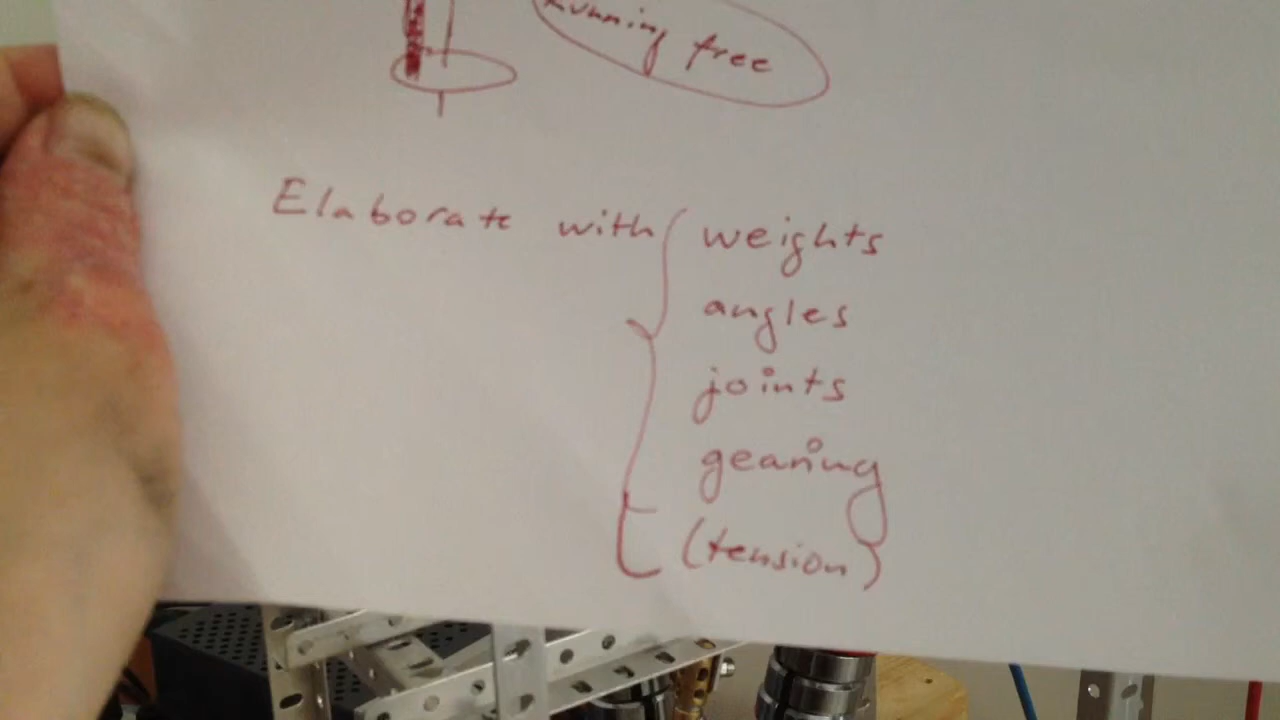 running free
Elaborate with weights
angles
joints
gearing
(tension)